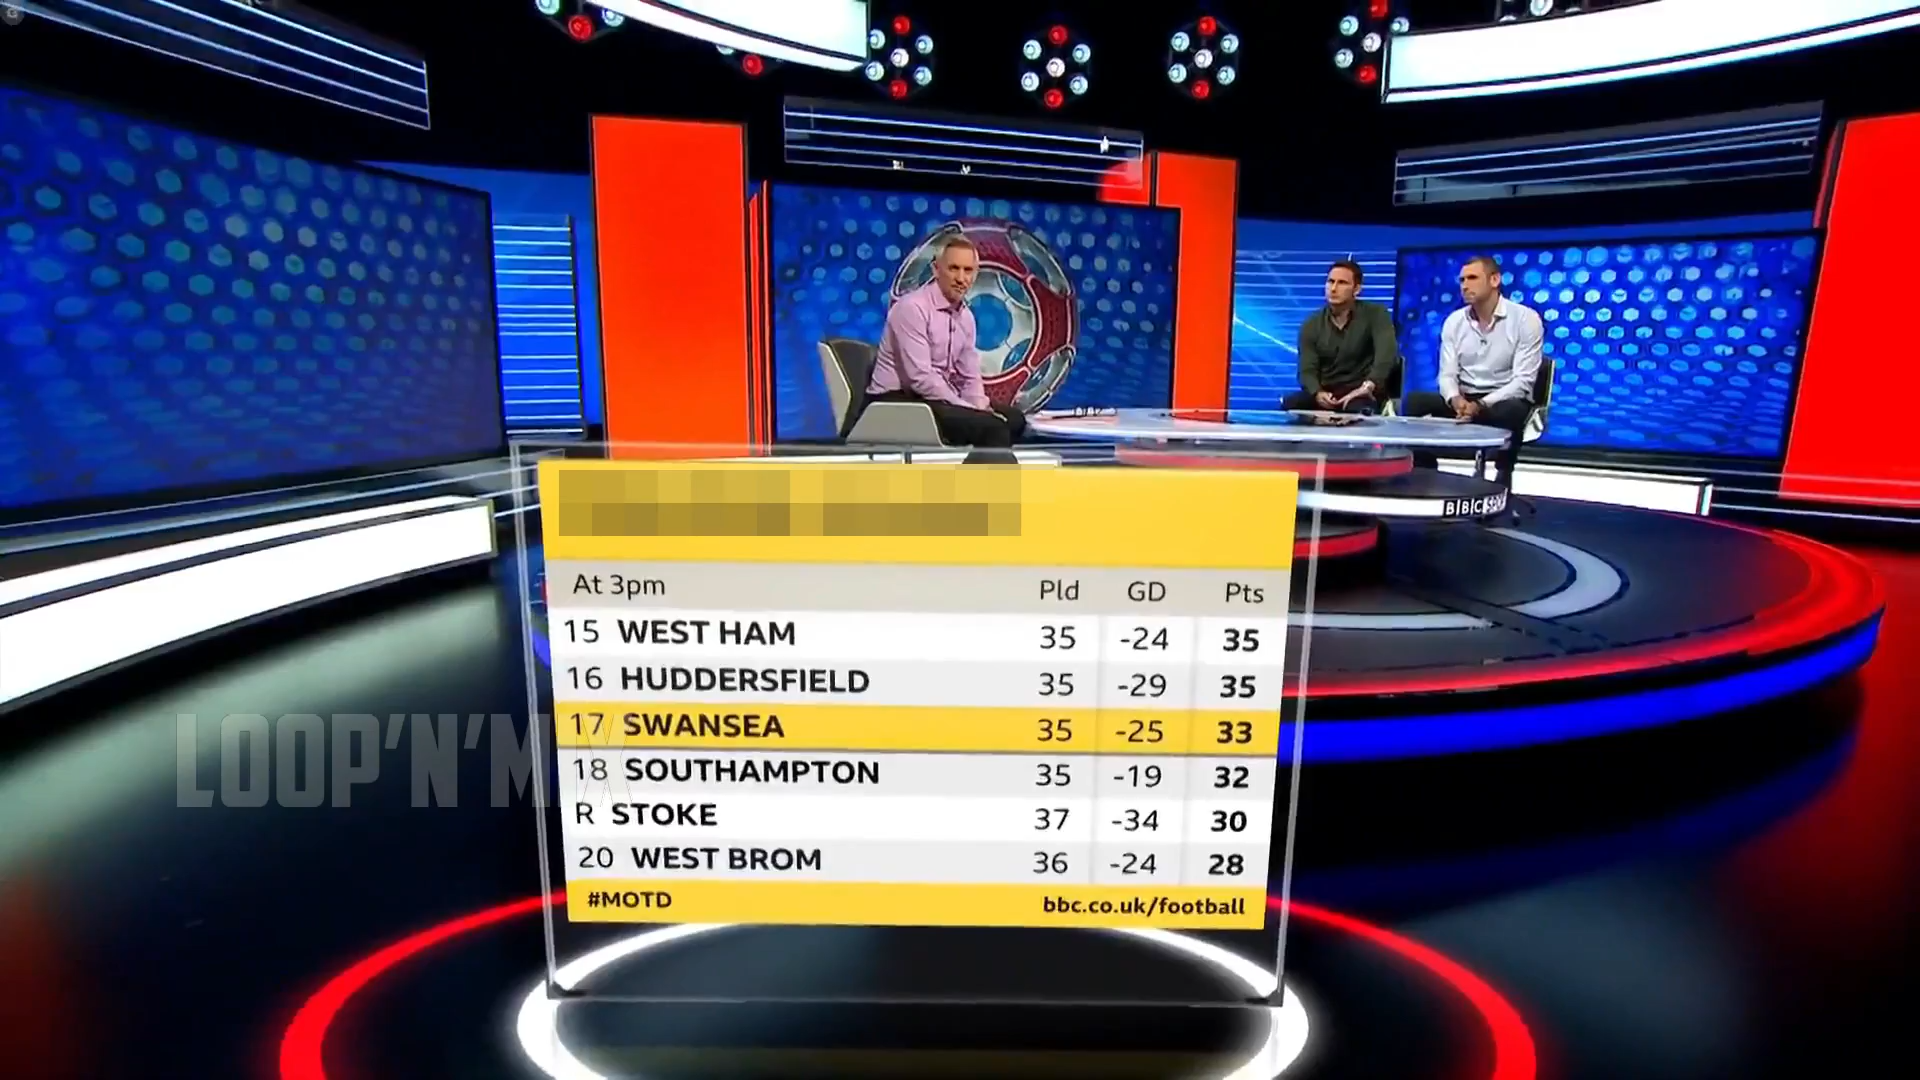 BBC SPORT
At 3pm Pld GD Pts
15 WEST HAM 35 -24 35
16 HUDDERSFIELD 35 -29 35
17 SWANSEA 35 -25 33
18 SOUTHAMPTON 35 -19 32
R STOKE 37 -34 30
20 WEST BROM 36 -24 28
#MOTD bbc.co.uk/football
LOOP'N'MIX